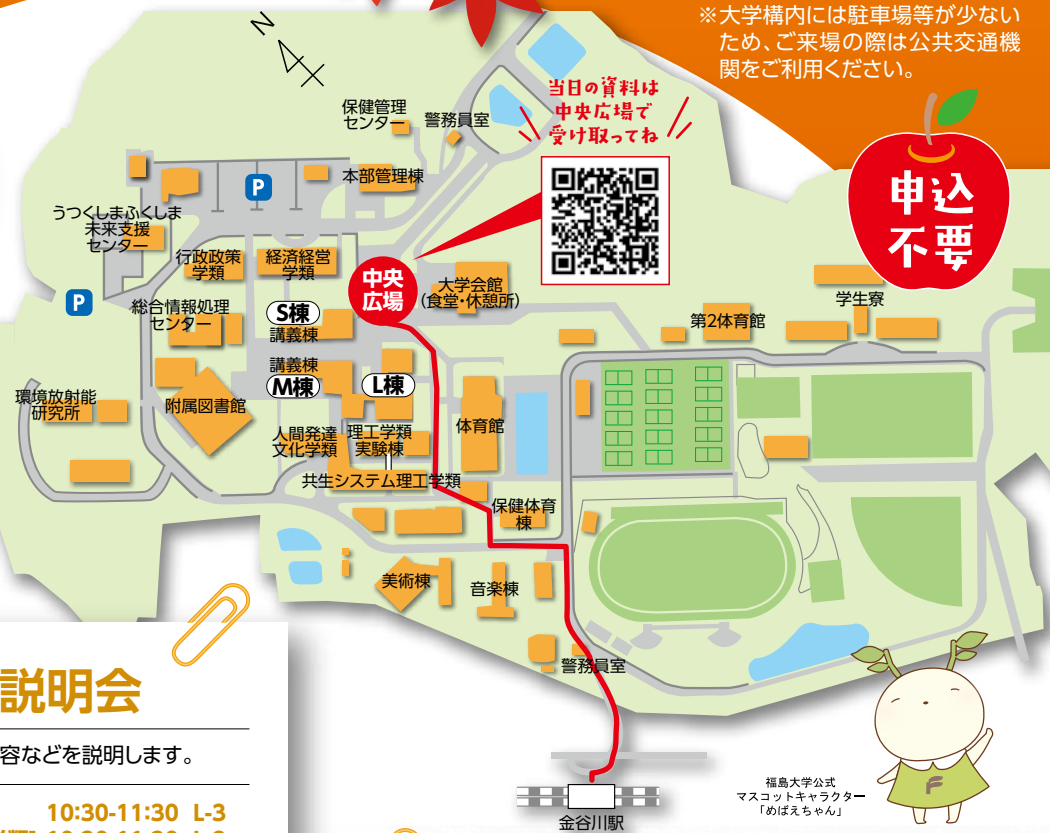 ※大学構内には駐車場等が少ない
ため、ご来場の際は公共交通機
関をご利用ください。
N
当日の資料は
中央広場で
受け取ってね
申込
不要
保健管理
センター
警務員室
本部管理棟
P
うつくしまふくしま
未来支援
センター
行政政策
学類
経済経営
学類
中央
広場
大学会館
(食堂・休憩所)
学生寮
P
総合情報処理
センター
S棟
講義棟
第2体育館
講義棟
M棟
L棟
環境放射能
研究所
附属図書館
体育館
人間発達
文化学類
理工学類
実験棟
共生システム理工学類
保健体育
棟
美術棟
音楽棟
警務員室
説明会
容などを説明します。
10:30-11:30 L-3
福島大学公式
マスコットキャラクター
「めばえちゃん」
F
金谷川駅